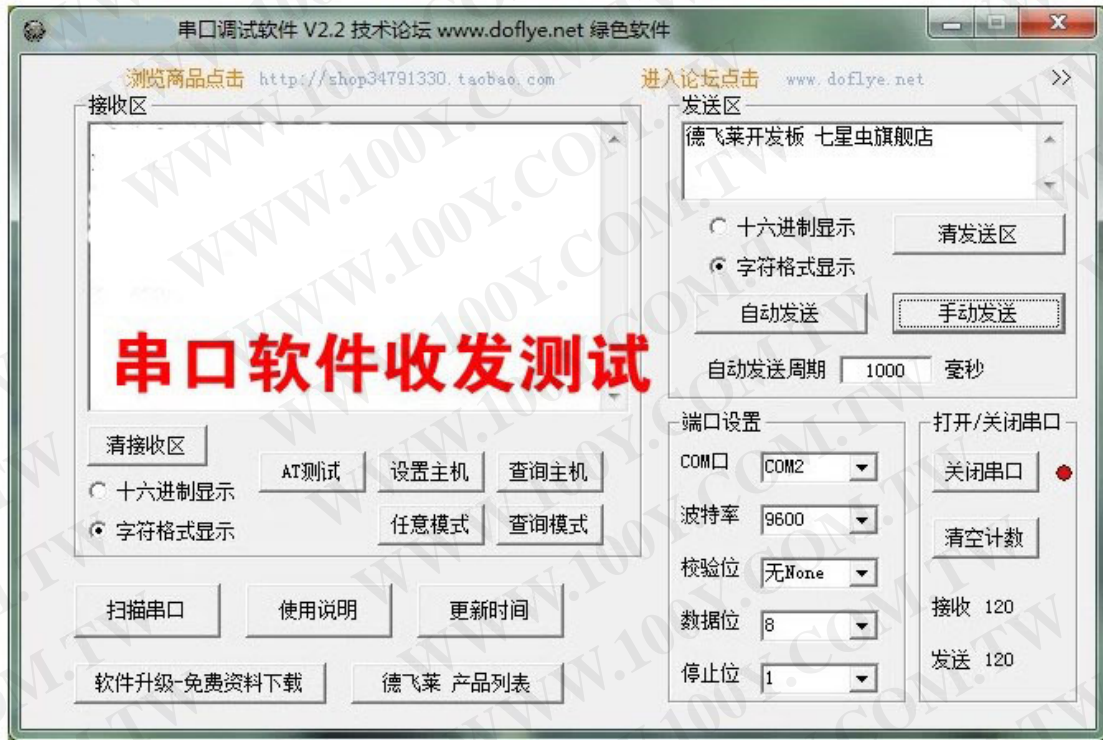 串口调试软件 V2.2 技术论坛 www.doflye.net 绿色软件
浏览商品点击 http://shop34791330.taobao.com 进入论坛点击 www.doflye.net >>
接收区
串口软件收发测试
清接收区
十六进制显示
字符格式显示
AT测试 设置主机 查询主机
任意模式 查询模式
扫描串口 使用说明 更新时间
软件升级-免费资料下载 德飞莱 产品列表
发送区
德飞莱开发板 七星虫旗舰店
十六进制显示 清发送区
字符格式显示
自动发送 手动发送
自动发送周期 1000 毫秒
端口设置
COM口 COM2
波特率 9600
校验位 无None
数据位 8
停止位 1
打开/关闭串口
关闭串口
清空计数
接收 120
发送 120
WWW.100Y.COM.TW